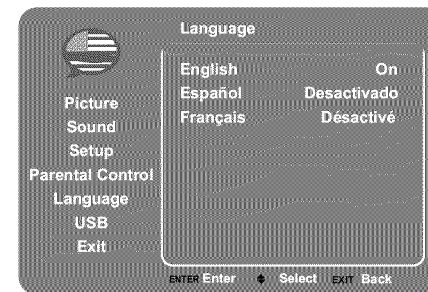 Language
English On
Español Desactivado
Français Désactivé
Picture
Sound
Setup
Parental Control
Language
USB
Exit
ENTER Enter Select EXIT Back